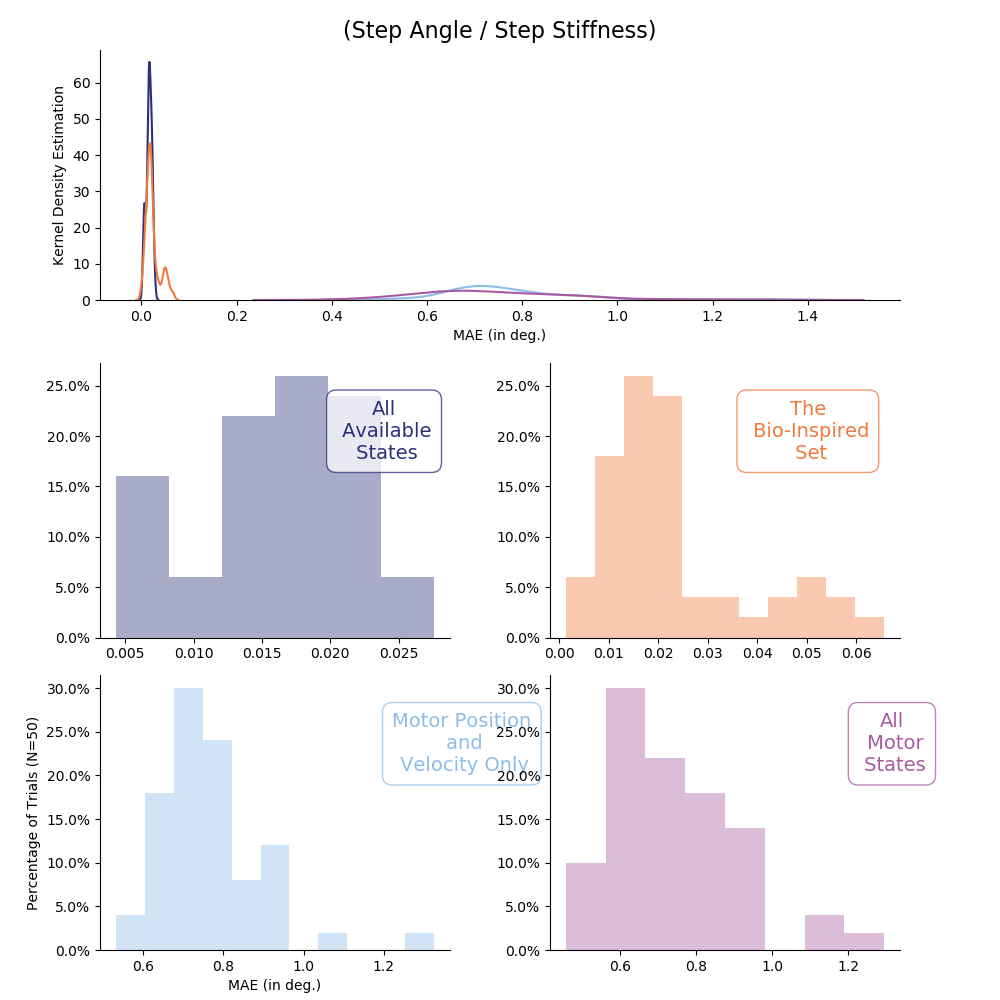 (Step Angle / Step Stiffness)
Kernel Density Estimation
60
50
40
30
20
10
0
0.0 0.2 0.4 0.6 0.8 1.0 1.2 1.4
MAE (in deg.)
25.0%
20.0%
15.0%
10.0%
5.0%
0.0%
0.005 0.010 0.015 0.020 0.025
All
Available
States
25.0%
20.0%
15.0%
10.0%
5.0%
0.0%
0.00 0.01 0.02 0.03 0.04 0.05 0.06
The
Bio-Inspired
Set
Percentage of Trials (N=50)
30.0%
25.0%
20.0%
15.0%
10.0%
5.0%
0.0%
0.6 0.8 1.0 1.2
MAE (in deg.)
Motor Position
and
Velocity Only
30.0%
25.0%
20.0%
15.0%
10.0%
5.0%
0.0%
0.6 0.8 1.0 1.2
All
Motor
States